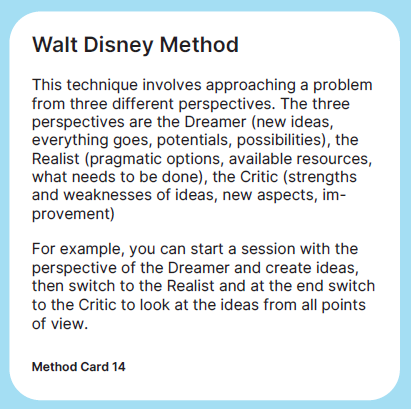 Walt Disney Method
This technique involves approaching a problem
from three different perspectives. The three
perspectives are the Dreamer (new ideas,
everything goes, potentials, possibilities), the
Realist (pragmatic options, available resources,
what needs to be done), the Critic (strengths
and weaknesses of ideas, new aspects, im-
provement)
For example, you can start a session with the
perspective of the Dreamer and create ideas,
then switch to the Realist and at the end switch
to the Critic to look at the ideas from all points
of view.
Method Card 14